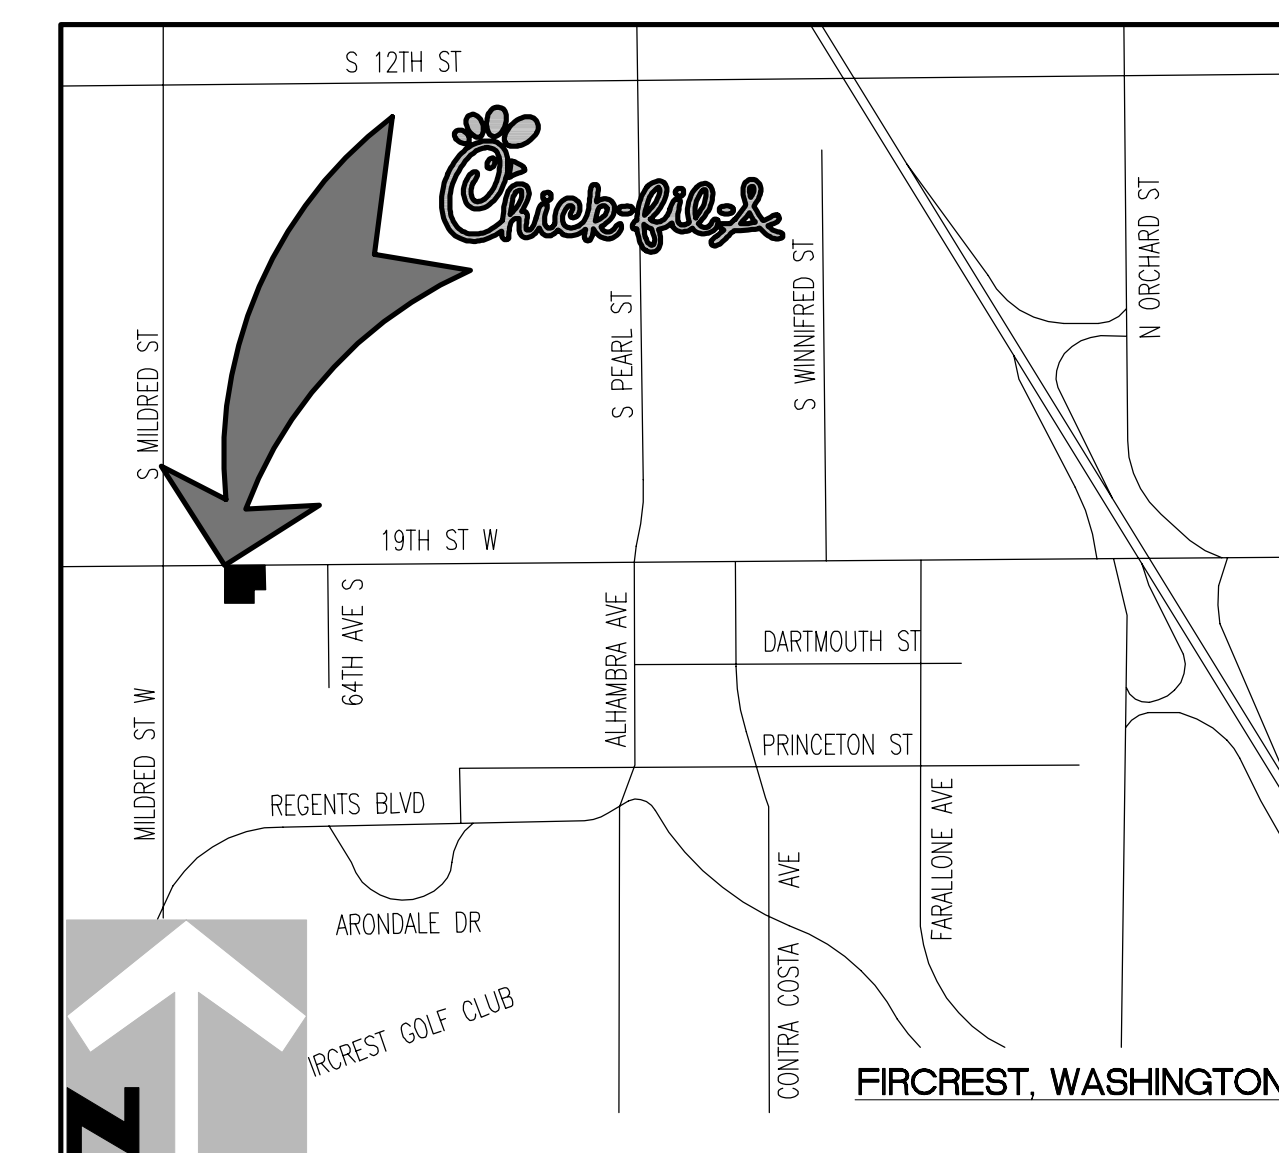 S 12TH ST
Chick-fil-A
N ORCHARD ST
S WINNIFRED ST
S PEARL ST
S MILDRED ST
19TH ST W
64TH AVE S
ALHAMBRA AVE
DARTMOUTH ST
MILDRED ST W
PRINCETON ST
REGENTS BLVD
FARALLONE AVE
CONTRA COSTA AVE
ARONDALE DR
IRCREST GOLF CLUB
FIRCREST, WASHINGTON
N